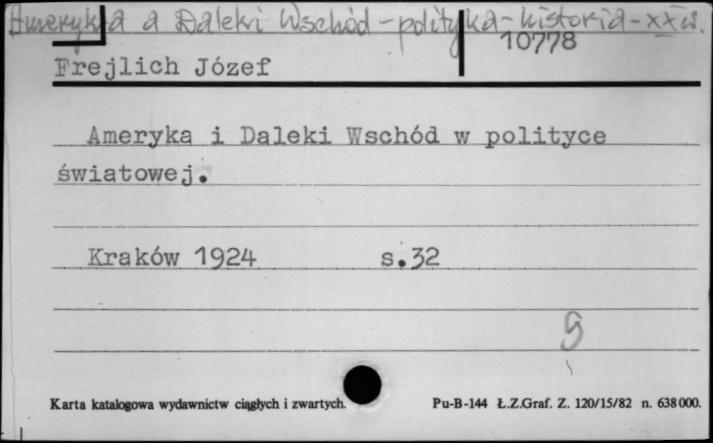 Ameryka a Daleki Wschód - polityka - historia - XX w.
10778
Frejlich Józef
Ameryka i Daleki Wschód w polityce
światowej.
Kraków 1924 s.32
g
Karta katalogowa wydawnictw ciągłych i zwartych. Pu-B-144 Ł.Z.Graf. Z. 120/15/82 n. 638000.